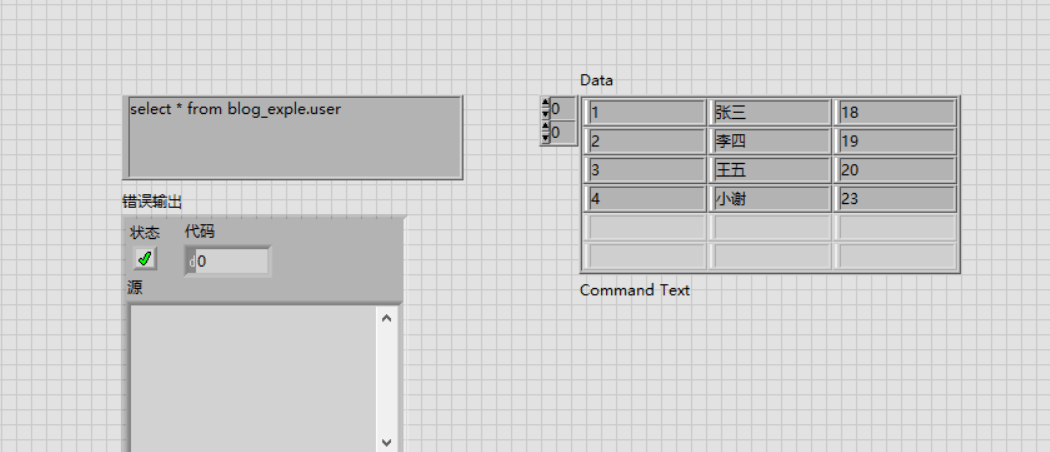 Data
select * from blog_exple.user
0
0
1 张三 18
2 李四 19
3 王五 20
4 小谢 23
错误输出
状态 代码
d 0
源
Command Text